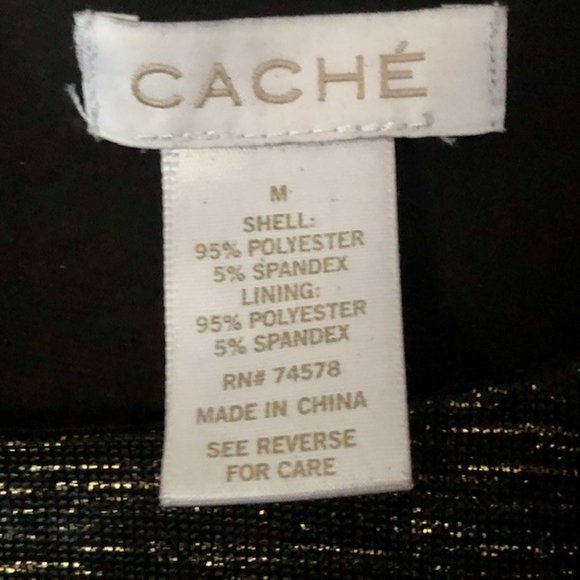 CACHÉ
M
SHELL:
95% POLYESTER
5% SPANDEX
LINING:
95% POLYESTER
5% SPANDEX
RN# 74578
MADE IN CHINA
SEE REVERSE
FOR CARE